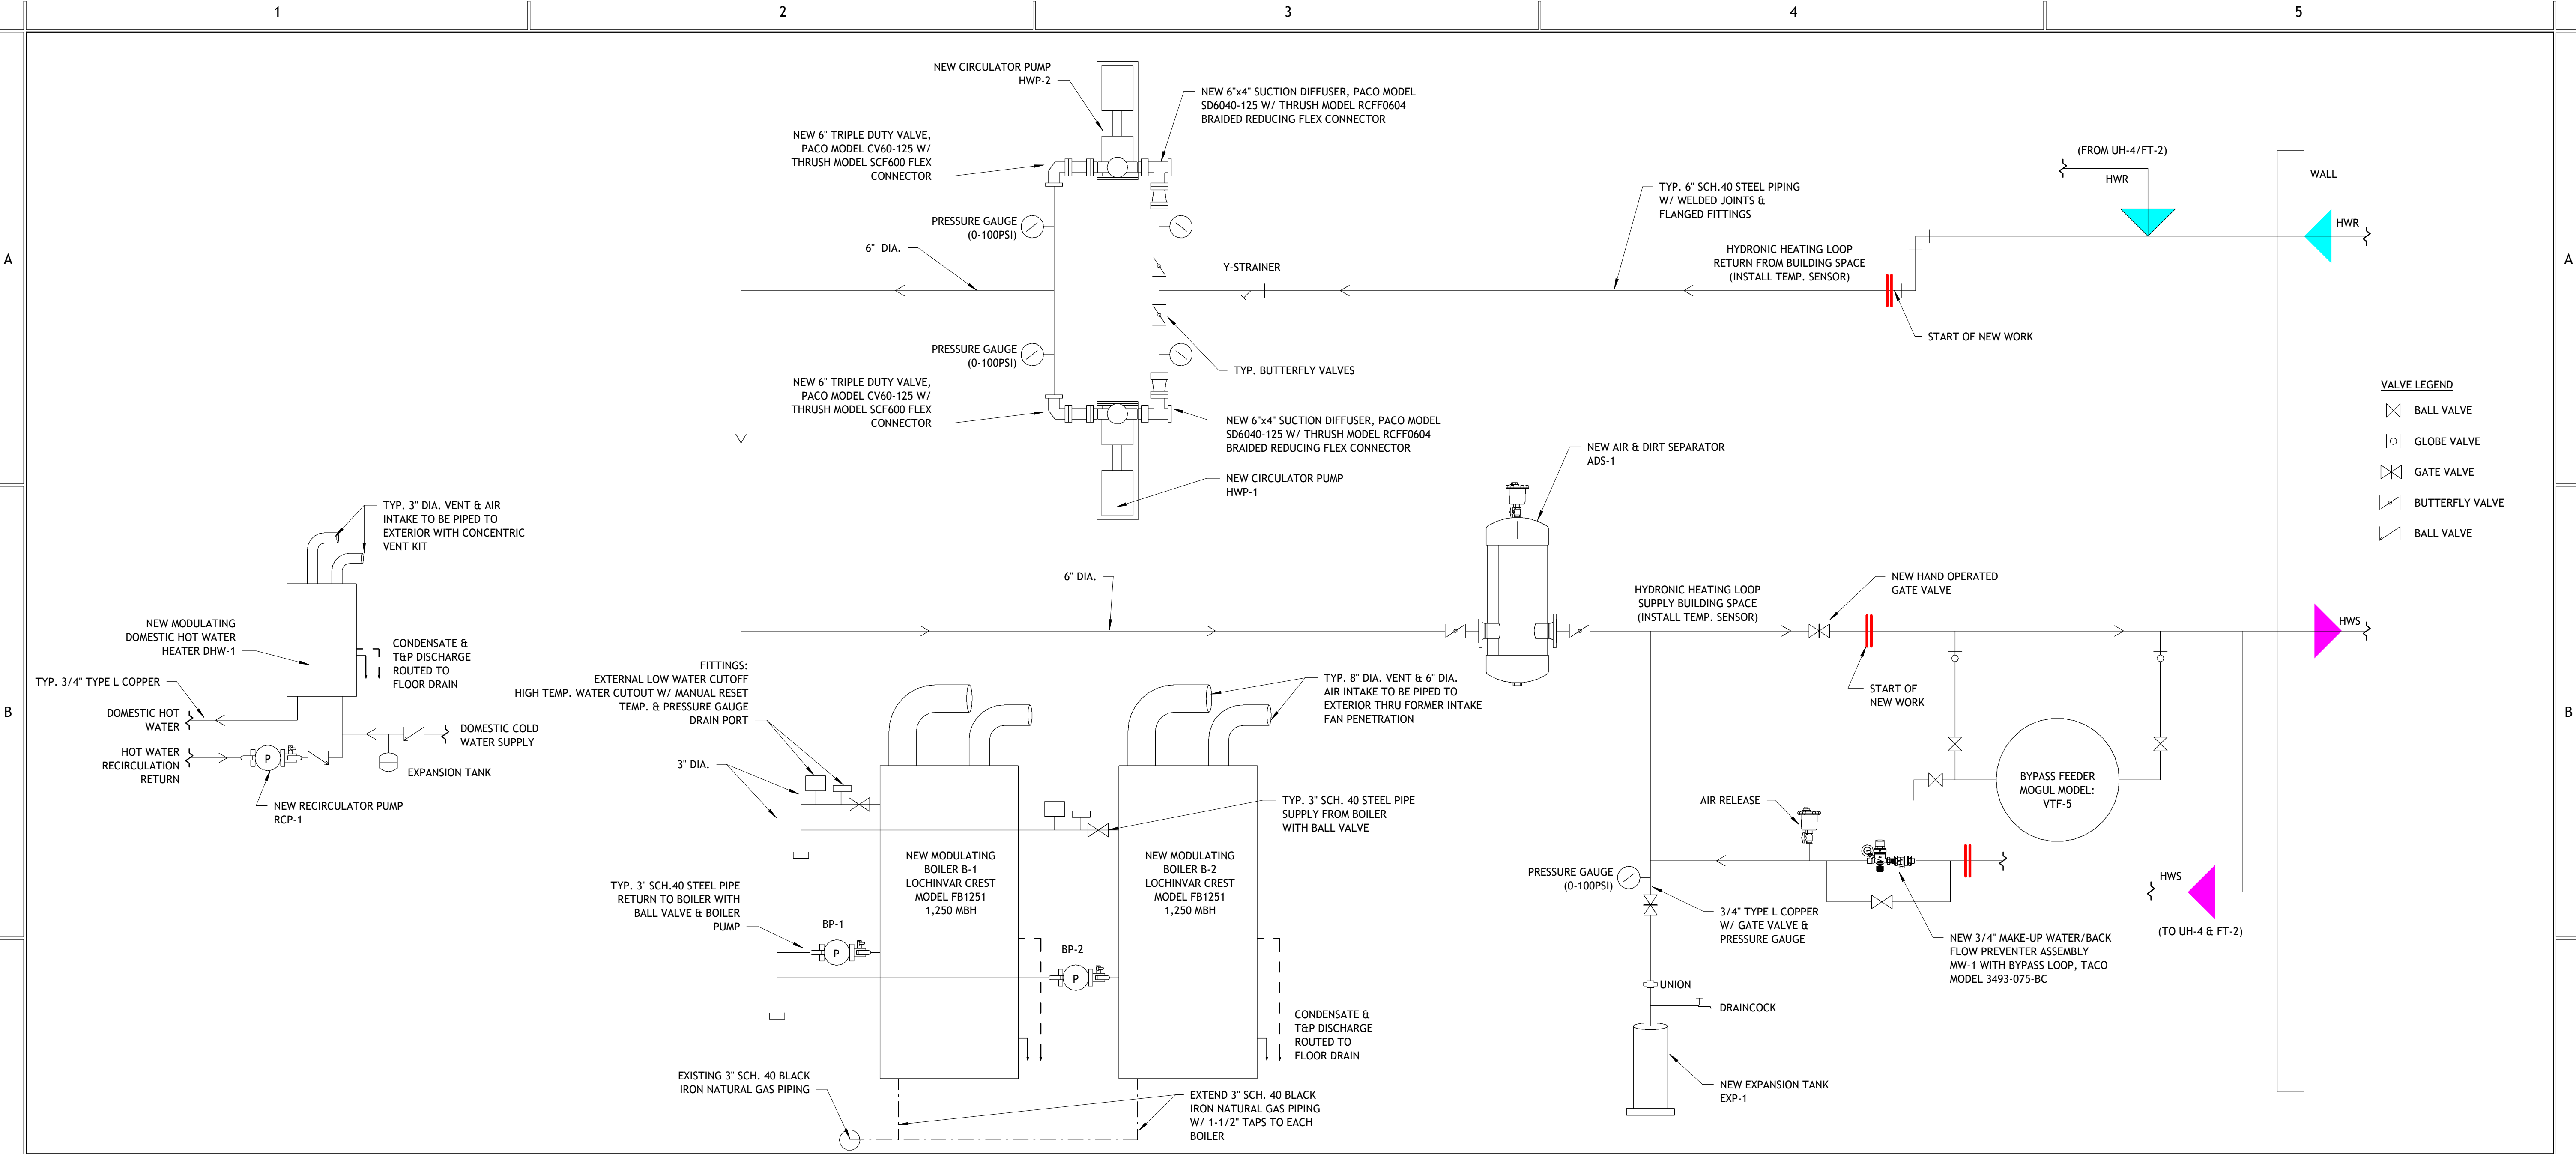 1
2
3
4
5
A
A
B
B
NEW CIRCULATOR PUMP
HWP-2
NEW 6"x4" SUCTION DIFFUSER, PACO MODEL
SD6040-125 W/ THRUSH MODEL RCFF0604
BRAIDED REDUCING FLEX CONNECTOR
NEW 6" TRIPLE DUTY VALVE,
PACO MODEL CV60-125 W/
THRUSH MODEL SCF600 FLEX
CONNECTOR
PRESSURE GAUGE
(0-100PSI)
6" DIA.
Y-STRAINER
TYP. 6" SCH.40 STEEL PIPING
W/ WELDED JOINTS &
FLANGED FITTINGS
HYDRONIC HEATING LOOP
RETURN FROM BUILDING SPACE
(INSTALL TEMP. SENSOR)
START OF NEW WORK
(FROM UH-4/FT-2)
HWR
WALL
HWR
PRESSURE GAUGE
(0-100PSI)
TYP. BUTTERFLY VALVES
NEW 6" TRIPLE DUTY VALVE,
PACO MODEL CV60-125 W/
THRUSH MODEL SCF600 FLEX
CONNECTOR
NEW 6"x4" SUCTION DIFFUSER, PACO MODEL
SD6040-125 W/ THRUSH MODEL RCFF0604
BRAIDED REDUCING FLEX CONNECTOR
NEW CIRCULATOR PUMP
HWP-1
VALVE LEGEND
BALL VALVE
GLOBE VALVE
GATE VALVE
BUTTERFLY VALVE
BALL VALVE
TYP. 3" DIA. VENT & AIR
INTAKE TO BE PIPED TO
EXTERIOR WITH CONCENTRIC
VENT KIT
NEW MODULATING
DOMESTIC HOT WATER
HEATER DHW-1
CONDENSATE &
T&P DISCHARGE
ROUTED TO
FLOOR DRAIN
TYP. 3/4" TYPE L COPPER
DOMESTIC HOT
WATER
HOT WATER
RECIRCULATION
RETURN
P
DOMESTIC COLD
WATER SUPPLY
EXPANSION TANK
NEW RECIRCULATOR PUMP
RCP-1
6" DIA.
NEW AIR & DIRT SEPARATOR
ADS-1
HYDRONIC HEATING LOOP
SUPPLY BUILDING SPACE
(INSTALL TEMP. SENSOR)
NEW HAND OPERATED
GATE VALVE
START OF
NEW WORK
HWS
FITTINGS:
EXTERNAL LOW WATER CUTOFF
HIGH TEMP. WATER CUTOUT W/ MANUAL RESET
TEMP. & PRESSURE GAUGE
DRAIN PORT
3" DIA.
TYP. 8" DIA. VENT & 6" DIA.
AIR INTAKE TO BE PIPED TO
EXTERIOR THRU FORMER INTAKE
FAN PENETRATION
TYP. 3" SCH. 40 STEEL PIPE
SUPPLY FROM BOILER
WITH BALL VALVE
NEW MODULATING
BOILER B-1
LOCHINVAR CREST
MODEL FB1251
1,250 MBH
NEW MODULATING
BOILER B-2
LOCHINVAR CREST
MODEL FB1251
1,250 MBH
TYP. 3" SCH.40 STEEL PIPE
RETURN TO BOILER WITH
BALL VALVE & BOILER
PUMP
BP-1
P
BP-2
P
CONDENSATE &
T&P DISCHARGE
ROUTED TO
FLOOR DRAIN
EXISTING 3" SCH. 40 BLACK
IRON NATURAL GAS PIPING
EXTEND 3" SCH. 40 BLACK
IRON NATURAL GAS PIPING
W/ 1-1/2" TAPS TO EACH
BOILER
BYPASS FEEDER
MOGUL MODEL:
VTF-5
AIR RELEASE
PRESSURE GAUGE
(0-100PSI)
3/4" TYPE L COPPER
W/ GATE VALVE &
PRESSURE GAUGE
NEW 3/4" MAKE-UP WATER/BACK
FLOW PREVENTER ASSEMBLY
MW-1 WITH BYPASS LOOP, TACO
MODEL 3493-075-BC
HWS
(TO UH-4 & FT-2)
UNION
DRAINCOCK
NEW EXPANSION TANK
EXP-1